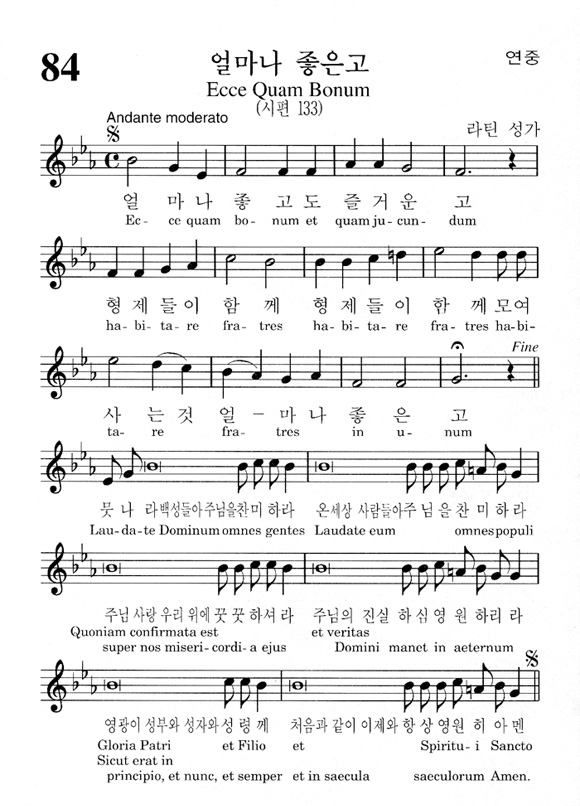 84
얼마나 좋은고
연중
Ecce Quam Bonum
(시편 133)
Andante moderato
라틴 성가
얼 마 나 좋 고 도 즐 거 운 고
Ec- ce quam bo- num et quam ju- cun- dum
형 제 들 이 함 께 형 제 들 이 함 께 모 여
ha- bi- ta- re fra- tres ha- bi- ta- re fra- tres ha-bi-
Fine
사 는 것 얼 - 마 나 좋 은 고
ta- re fra- tres in u- num
뭇 나 라 백성들아 주님을 찬 미 하 라 온세상 사람들아 주 님 을 찬 미 하 라
Lau-da-te Dominum omnes gentes Laudate eum omnes populi
주님 사랑 우리 위에 꿋 꿋 하 셔 라 주님의 진실 하 심 영 원 하 리 라
Quoniam confirmata est et veritas
super nos miseri-cordi-a ejus Domini manet in aeternum
영광이 성부와 성자와 성 령 께 처음과 같이 이제와 항 상 영원 히 아 멘
Gloria Patri et Filio et Spiritu-i Sancto
Sicut erat in
principio, et nunc, et semper et in saecula saeculorum Amen.